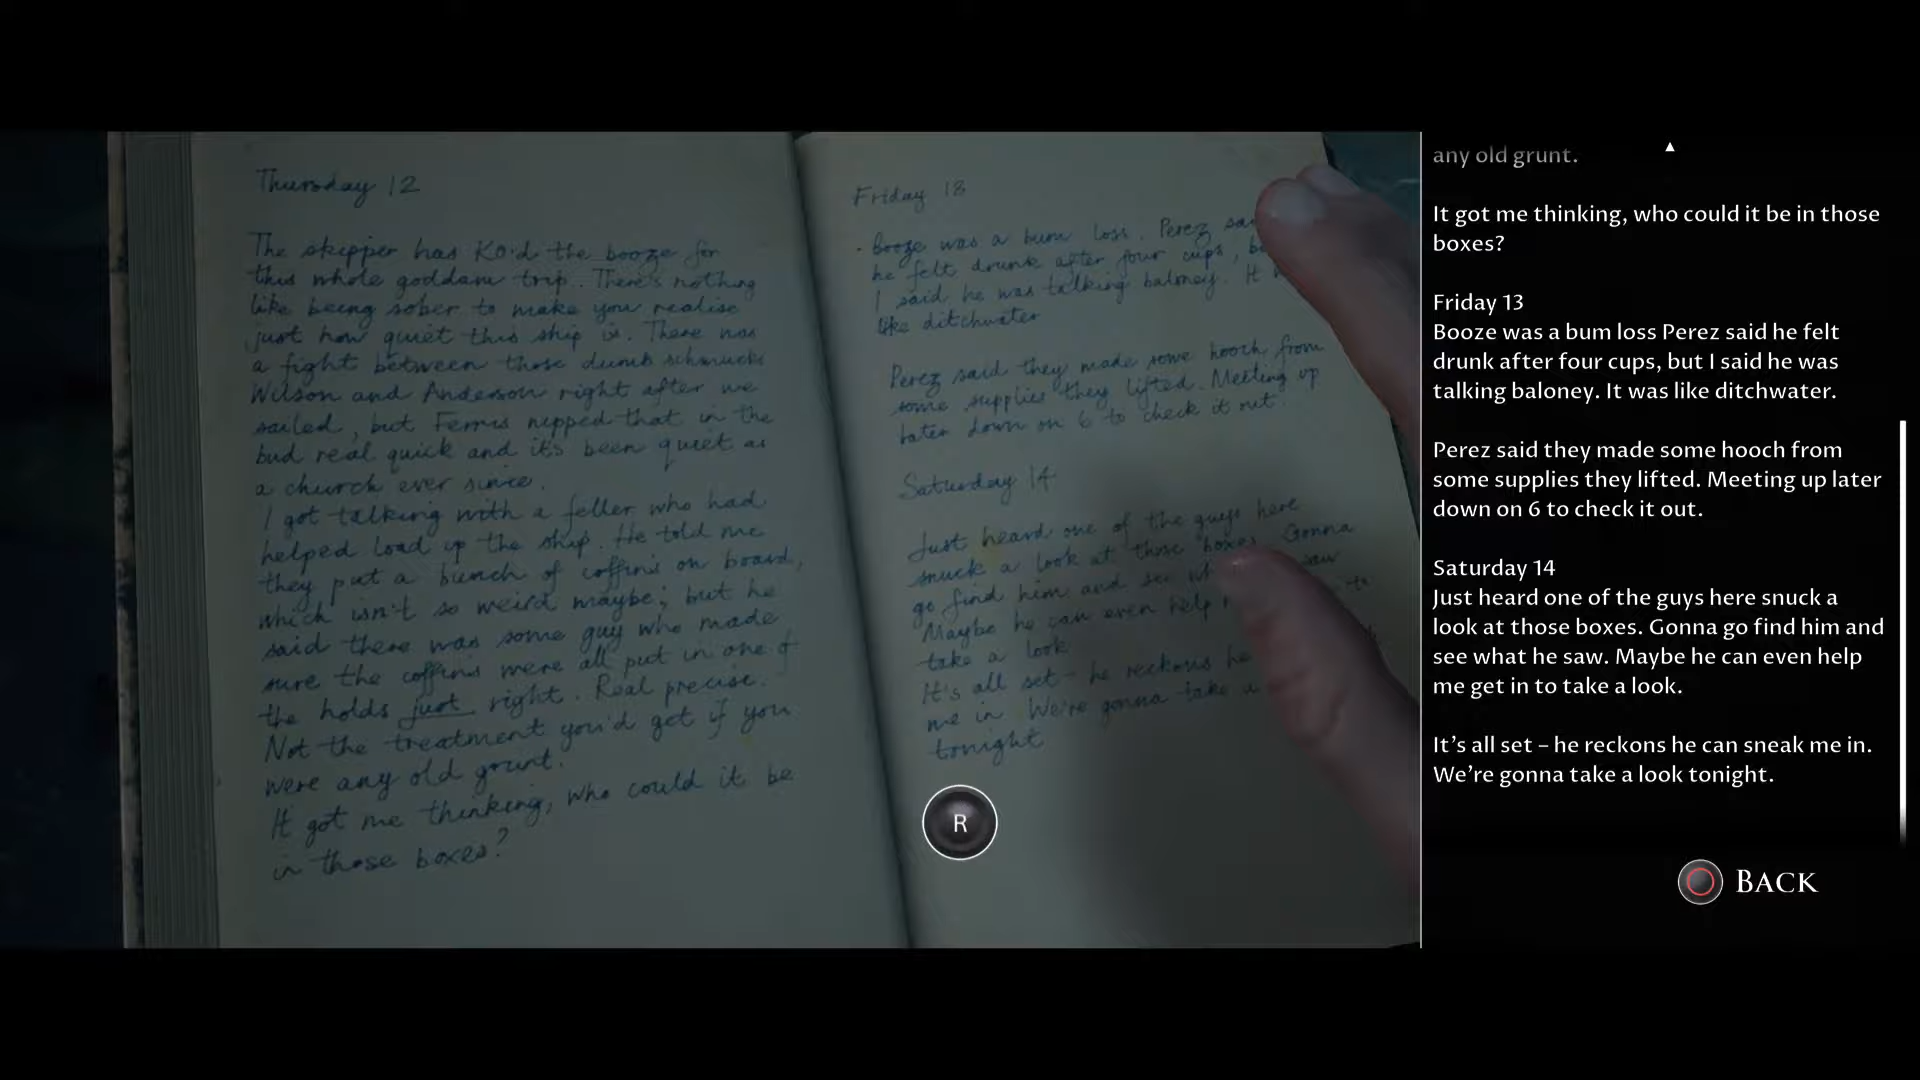 Thursday 12
The skipper has KO'd the booze for
this whole goddam trip.. There's nothing
like being sober to make you realise
just how quiet this ship is. There was
a fight between those dumb schmucks
Wilson and Anderson right after we
sailed, but Ferris nipped that in the
bud real quick and it's been quiet as
a church ever since.
I got talking with a feller who had
helped load up the ship. He told me
they put a bunch of coffins on board,
which isn't so weird maybe; but he
said there was some guy who made
sure the coffins were all put in one of
the holds just right. Real precise.
Not the treatment you'd get if you
were any old grunt.
It got me thinking, who could it be
in those boxes?
Friday 13
Booze was a bum loss. Perez
he felt drunk after four cups,
I said he was talking baloney. It
like ditchwater
Perez said they made some hooch from
some supplies they lifted. Meeting up
later down on 6 to check it out.
Saturday 14
Just heard one of the guys here
snuck a look at those boxes. Gonna
go find him and see saw
Maybe he can even help
take a look
It's all set – he reckons he
me in. We're gonna take a
tonight
R
any old grunt.
It got me thinking, who could it be in those
boxes?
Friday 13
Booze was a bum loss Perez said he felt
drunk after four cups, but I said he was
talking baloney. It was like ditchwater.
Perez said they made some hooch from
some supplies they lifted. Meeting up later
down on 6 to check it out.
Saturday 14
Just heard one of the guys here snuck a
look at those boxes. Gonna go find him and
see what he saw. Maybe he can even help
me get in to take a look.
It's all set – he reckons he can sneak me in.
We're gonna take a look tonight.
BACK